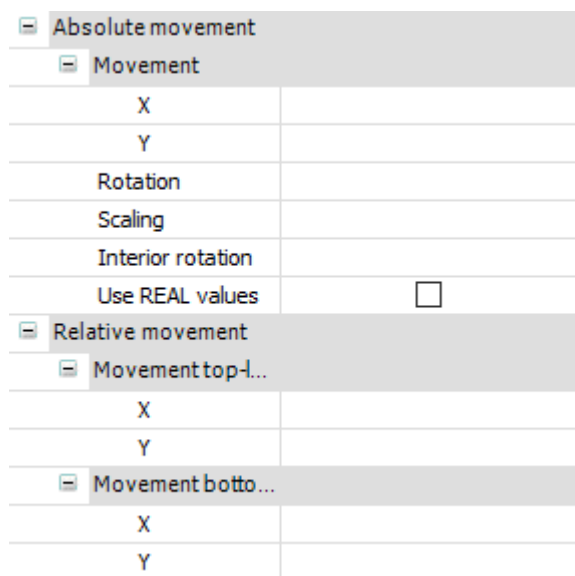 Absolute movement
Movement
X
Y
Rotation
Scaling
Interior rotation
Use REAL values
Relative movement
Movement top-l...
X
Y
Movement botto...
X
Y